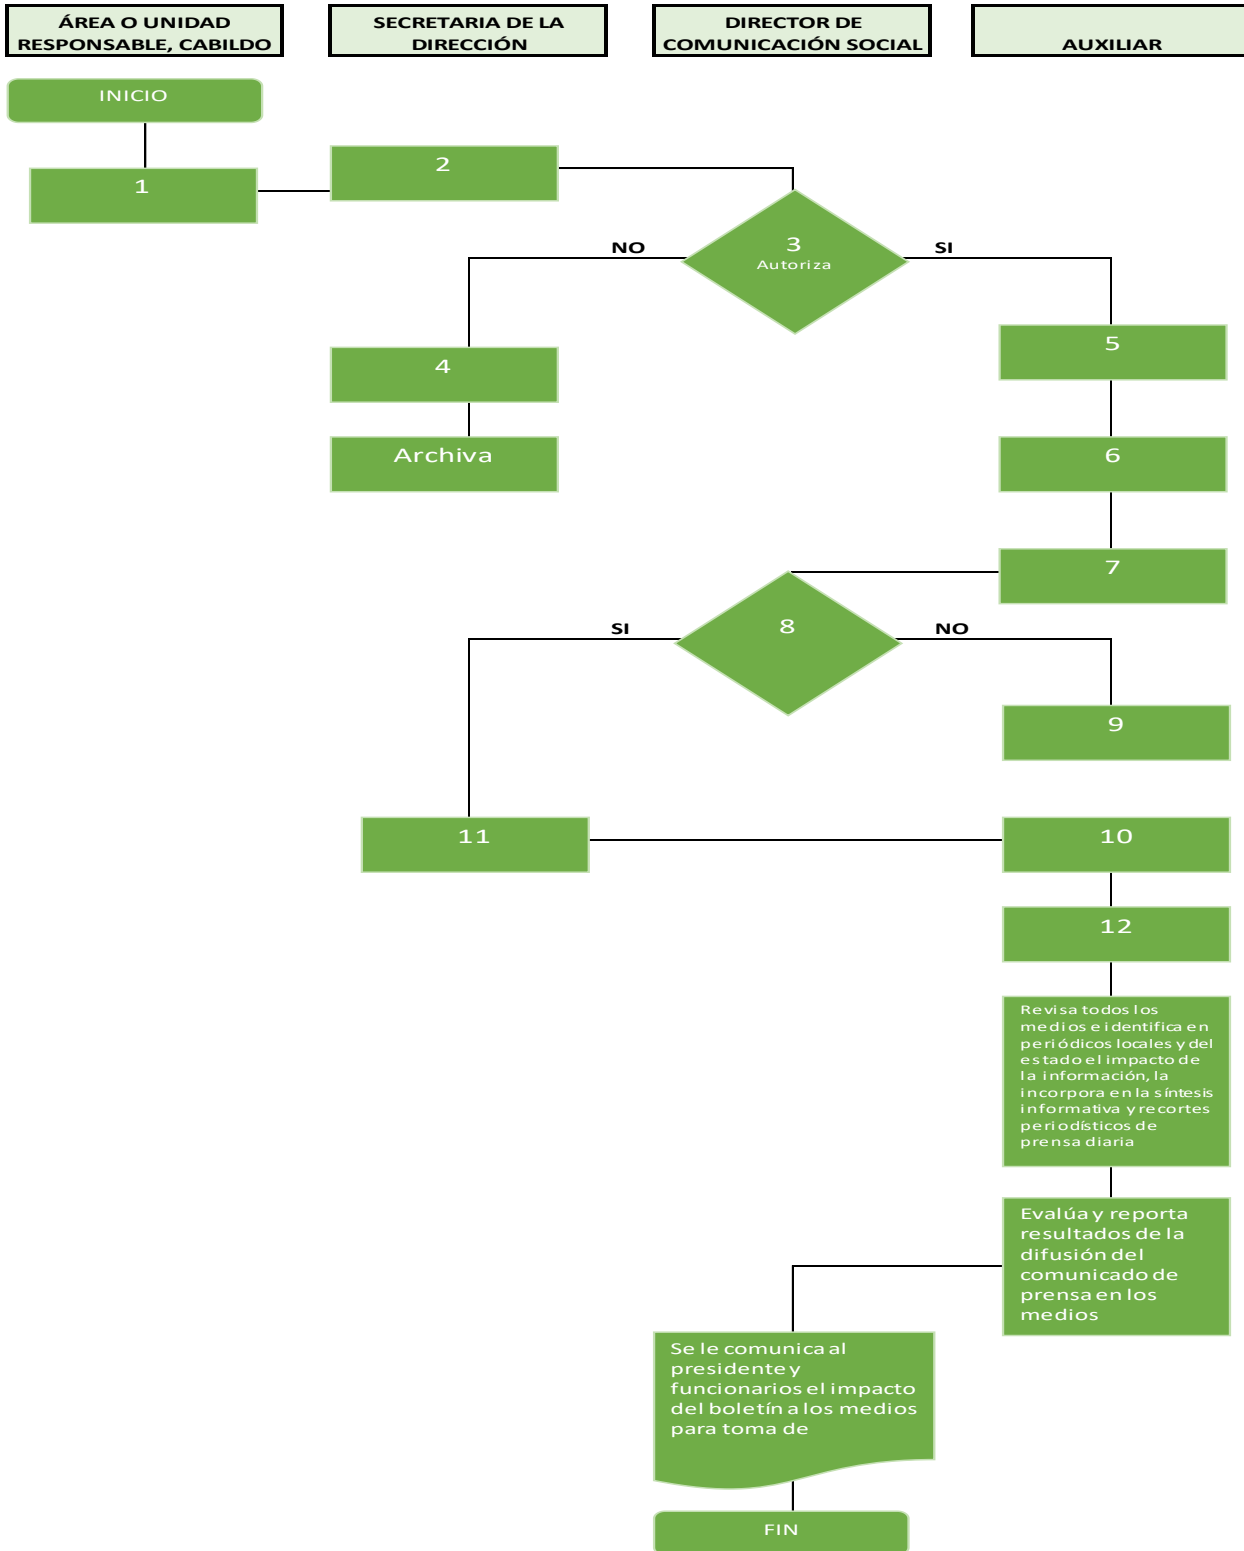 ÁREA O UNIDAD
RESPONSABLE, CABILDO
SECRETARIA DE LA
DIRECCIÓN
DIRECTOR DE
COMUNICACIÓN SOCIAL
AUXILIAR
INICIO
1
2
3
Autoriza
NO
SI
4
5
Archiva
6
7
8
SI
NO
9
11
10
12
Revisa todos los
medios e identifica en
periódicos locales y del
estado el impacto de
la información, la
incorpora en la síntesis
informativa y recortes
periodísticos de
prensa diaria
Evalúa y reporta
resultados de la
difusión del
comunicado de
prensa en los
medios
Se le comunica al
presidente y
funcionarios el impacto
del boletín a los medios
para toma de
FIN